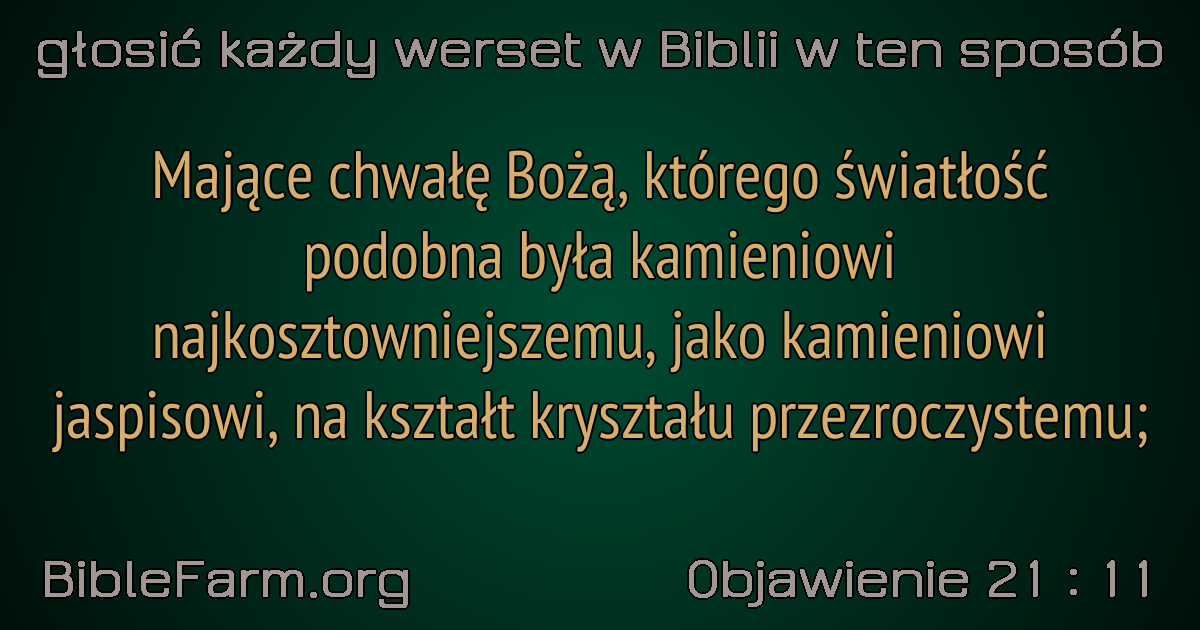 głosić każdy werset w Biblii w ten sposób
Mające chwałę Bożą, którego światłość
podobna była kamieniowi
najkosztowniejszemu, jako kamieniowi
jaspisowi, na kształt kryształu przezroczystemu;
BibleFarm.org
Objawienie 21 : 11